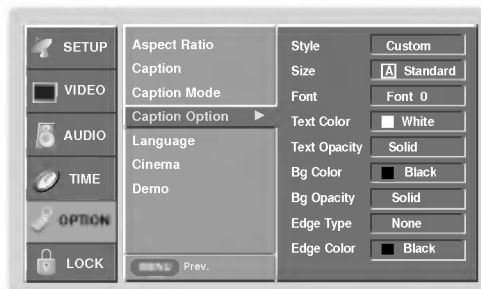 SETUP
VIDEO
AUDIO
TIME
OPTION
LOCK
Aspect Ratio
Caption
Caption Mode
Caption Option
Language
Cinema
Demo
MENU Prev.
Style Custom
Size A Standard
Font Font 0
Text Color White
Text Opacity Solid
Bg Color Black
Bg Opacity Solid
Edge Type None
Edge Color Black